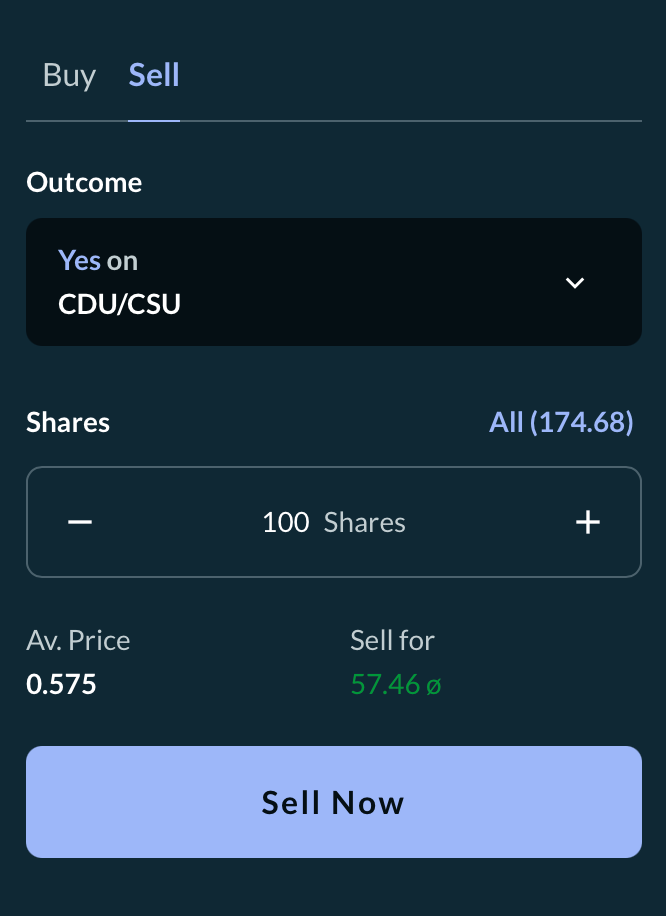 Buy Sell
Outcome
Yes on
CDU/CSU
Shares All (174.68)
100 Shares
Av. Price Sell for
0.575 57.46 ø
Sell Now